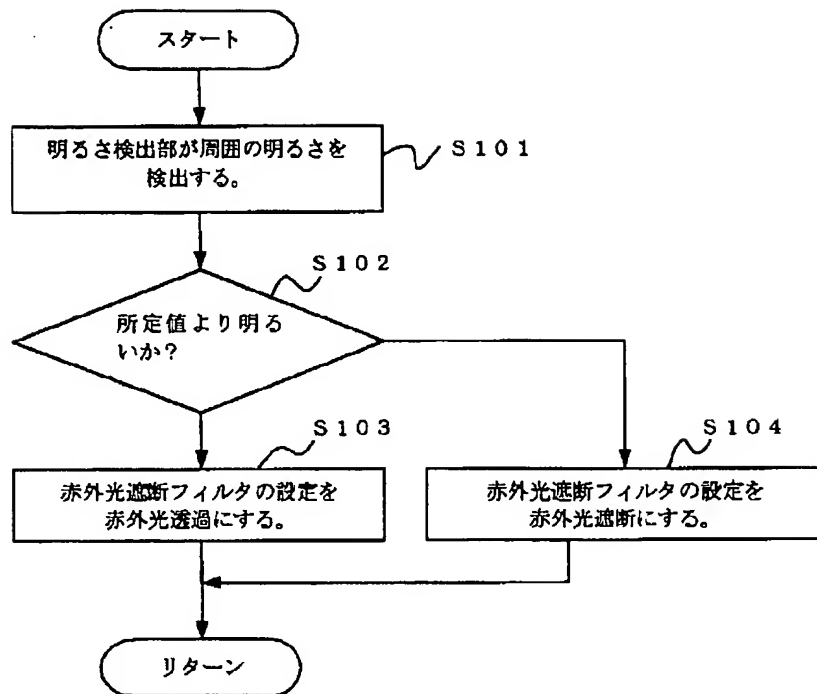 スタート
明るさ検出部が周囲の明るさを
検出する。
S101
S102
所定値より明る
いか？
S103
赤外光遮断フィルタの設定を
赤外光透過にする。
S104
赤外光遮断フィルタの設定を
赤外光遮断にする。
リターン